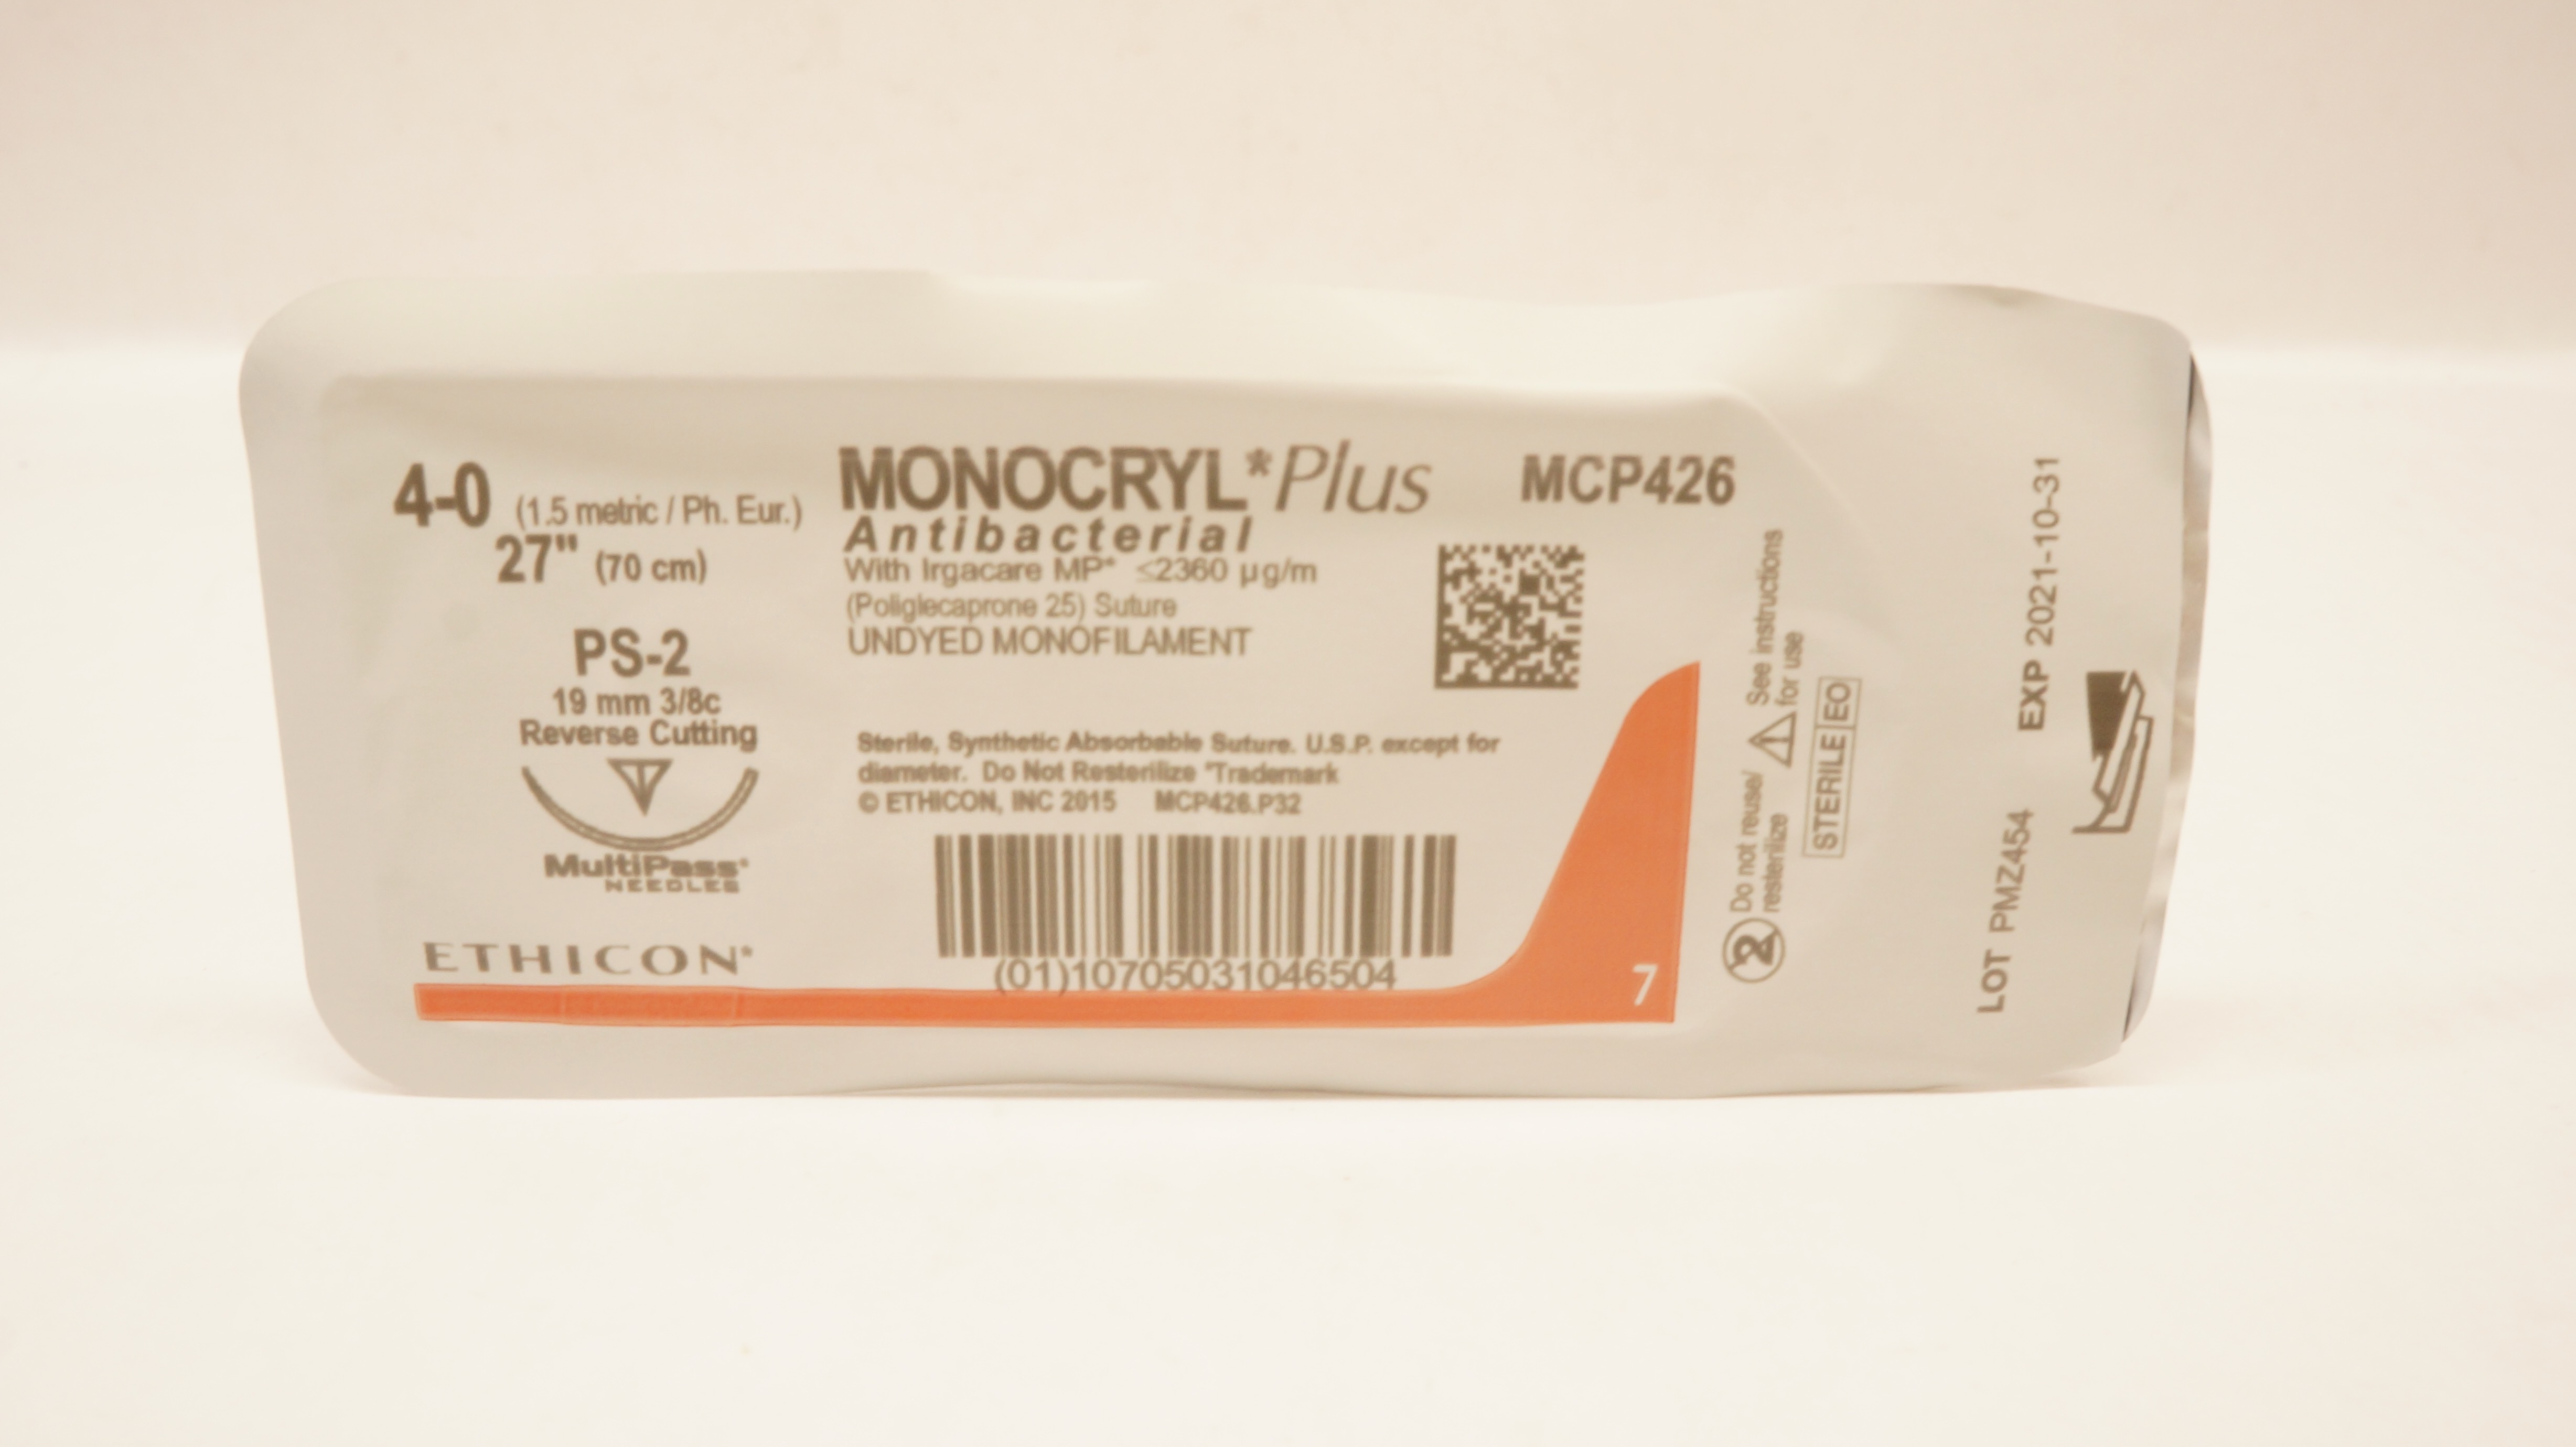 4-0 (1.5 metric / Ph. Eur.)
27" (70 cm)
PS-2
19 mm 3/8c
Reverse Cutting
MultiPass*
NEEDLES
ETHICON*
MONOCRYL* Plus
Antibacterial
With Irgacare MP* ≤2360 µg/m
(Poliglecaprone 25) Suture
UNDYED MONOFILAMENT
MCP426
Sterile, Synthetic Absorbable Suture. U.S.P. except for
diameter. Do Not Resterilize *Trademark
© ETHICON, INC 2015 MCP426.P32
(01)10705031046504
7
2 Do not reuse/
resterilize
See instructions
for use
STERILE EO
LOT PMZ454 EXP 2021-10-31